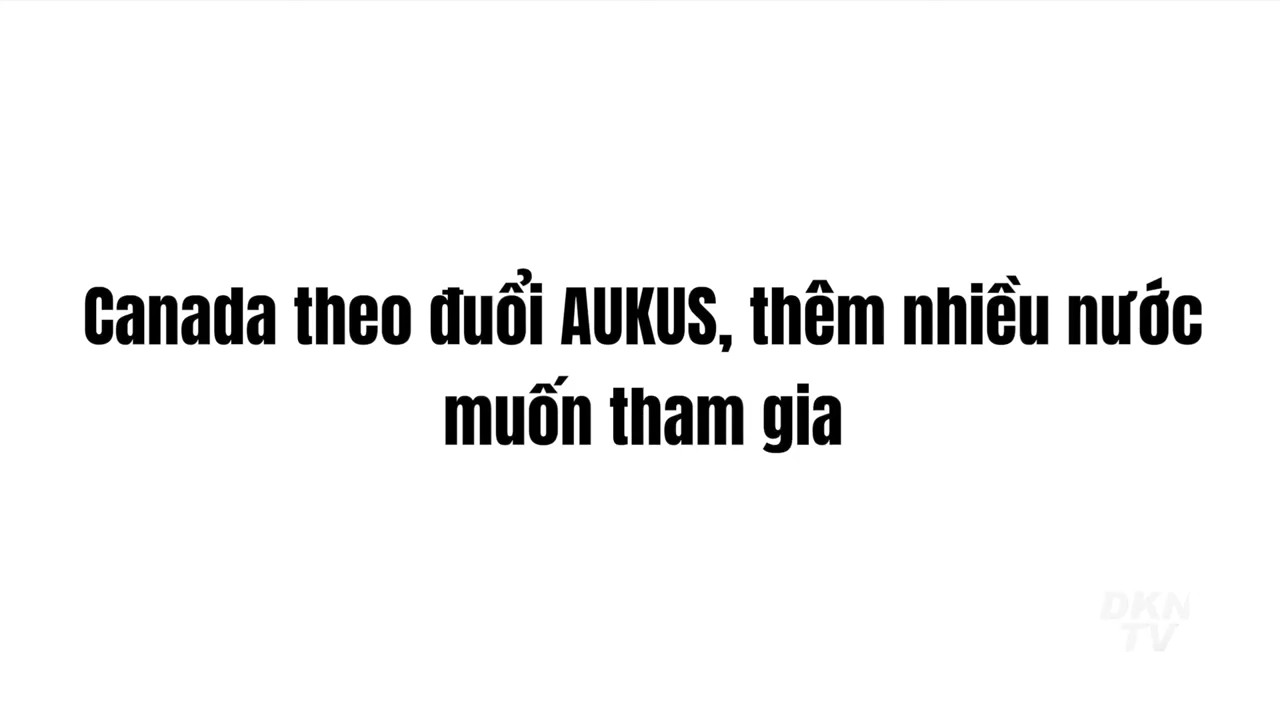 Canada theo đuổi AUKUS, thêm nhiều nước
muốn tham gia
DKN
TV